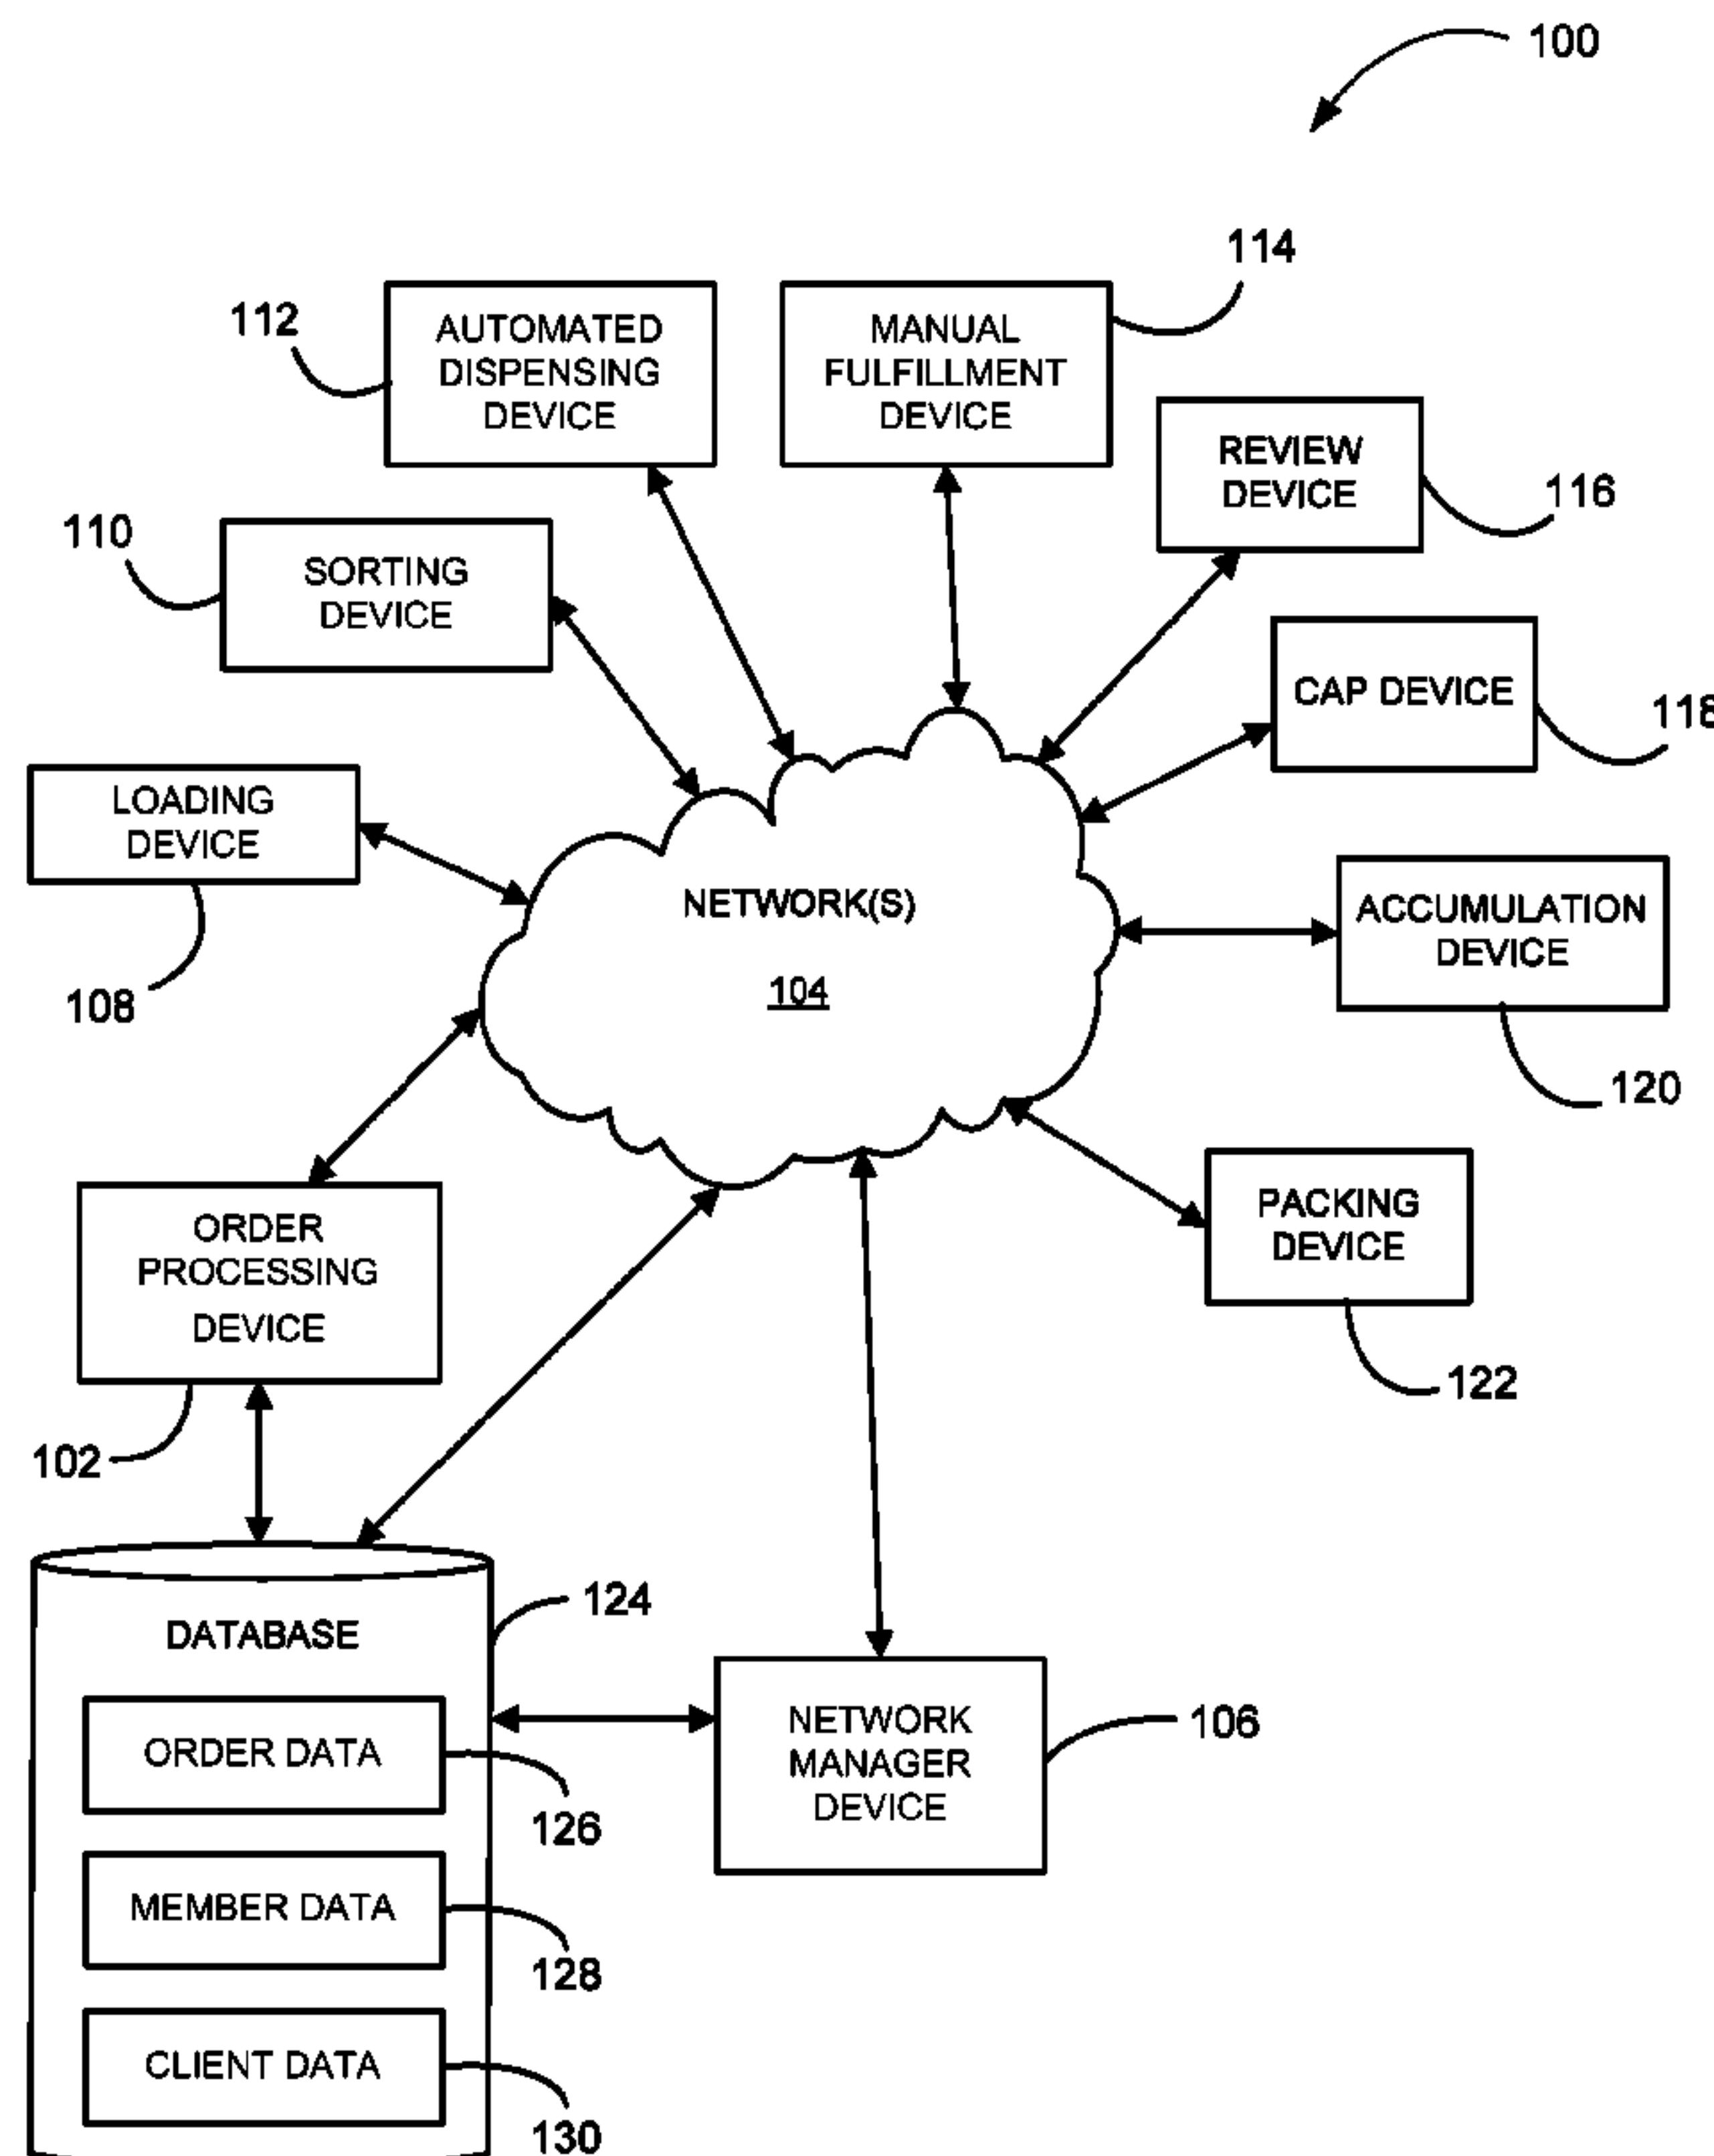 100
114
112
AUTOMATED
DISPENSING
DEVICE
MANUAL
FULFILLMENT
DEVICE
REVIEW
DEVICE
116
110
SORTING
DEVICE
CAP DEVICE
118
LOADING
DEVICE
108
NETWORK(S)
104
ACCUMULATION
DEVICE
120
ORDER
PROCESSING
DEVICE
102
PACKING
DEVICE
122
DATABASE
124
ORDER DATA
126
MEMBER DATA
128
CLIENT DATA
130
NETWORK
MANAGER
DEVICE
106